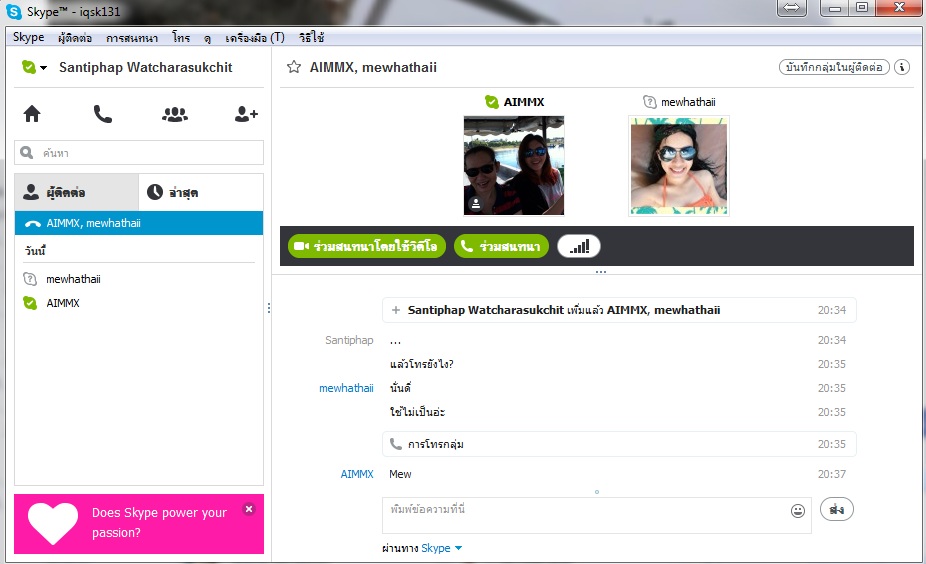 Skype™ - iqsk131
Skype ผู้ติดต่อ การสนทนา โทร ดู เครื่องมือ (T) วิธีใช้
Santiphap Watcharasukchit
ค้นหา
ผู้ติดต่อ ล่าสุด
AIMMX, mewhathaii
วันนี้
mewhathaii
AIMMX
Does Skype power your
passion?
AIMMX, mewhathaii
บันทึกกลุ่มในผู้ติดต่อ
AIMMX mewhathaii
ร่วมสนทนาโดยใช้วิดีโอ ร่วมสนทนา
Santiphap Watcharasukchit เพิ่มแล้ว AIMMX, mewhathaii 20:34
Santiphap ... 20:34
แล้วโทรยังไง? 20:35
mewhathaii นั่นดิ่ 20:35
ใช้ไม่เป็นอ่ะ 20:35
การโทรกลุ่ม 20:35
AIMMX Mew 20:37
พิมพ์ข้อความที่นี่ ส่ง
ผ่านทาง Skype